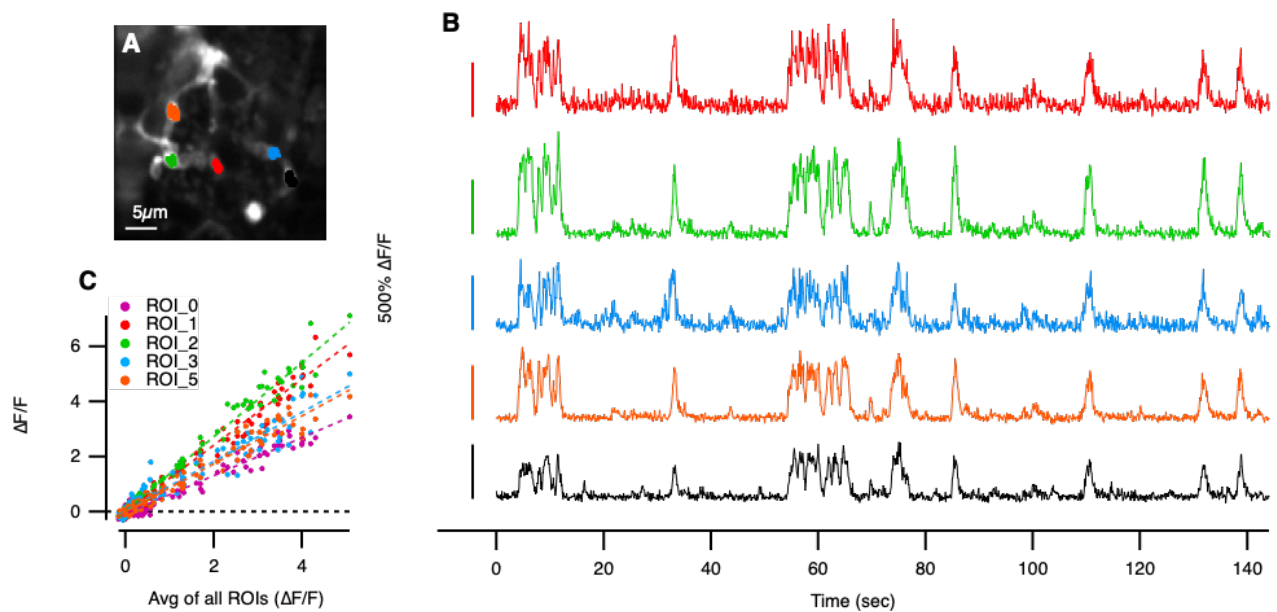 A
5µm
B
500% ΔF/F
0
20
40
60
80
100
120
140
Time (sec)
C
ROI_0
ROI_1
ROI_2
ROI_3
ROI_5
6
4
2
0
ΔF/F
0
2
4
Avg of all ROIs (ΔF/F)